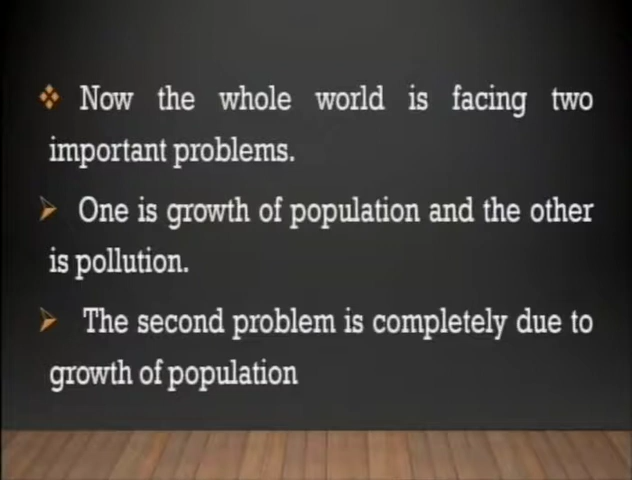 Now the whole world is facing two
important problems.
One is growth of population and the other
is pollution.
The second problem is completely due to
growth of population